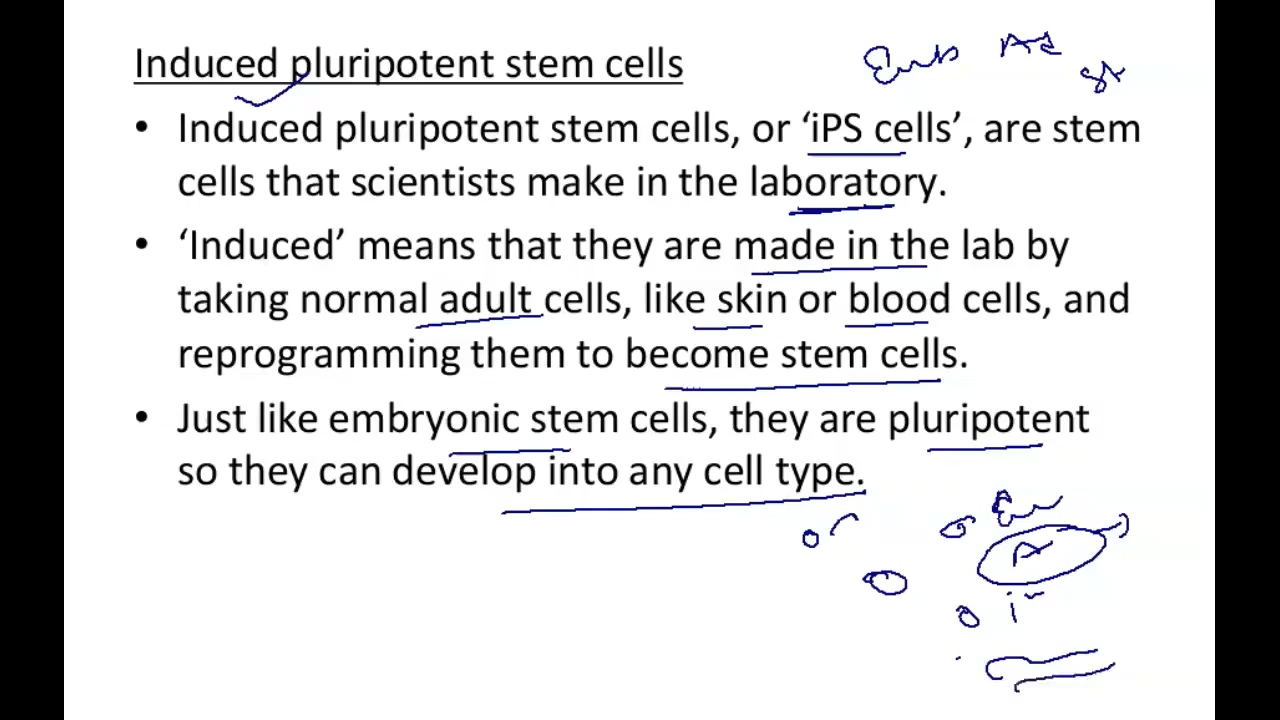 Induced pluripotent stem cells
• Induced pluripotent stem cells, or ‘iPS cells’, are stem
cells that scientists make in the laboratory.
• ‘Induced’ means that they are made in the lab by
taking normal adult cells, like skin or blood cells, and
reprogramming them to become stem cells.
• Just like embryonic stem cells, they are pluripotent
so they can develop into any cell type.
A